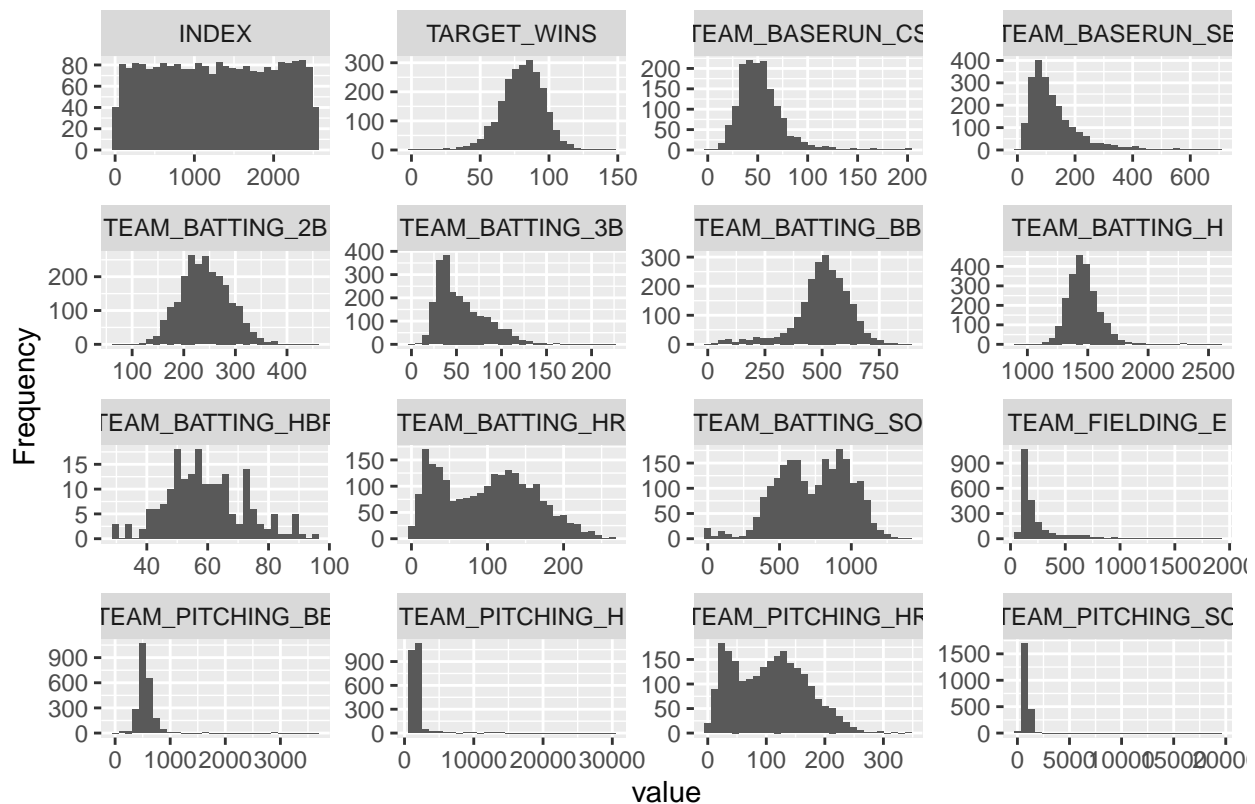 INDEX TARGET_WINS TEAM_BASERUN_CS TEAM_BASERUN_SB
80 300 200 400
60 200 150 300
40 100 100 200
20 50 100
0 0 0 0
0 1000 2000 0 50 100 150 0 50 100 150 200 0 200 400 600
TEAM_BATTING_2B TEAM_BATTING_3B TEAM_BATTING_BB TEAM_BATTING_H
200 400 300 400
100 300 200 300
0 200 100 200
100 0 100
0 0
100 200 300 400 0 50 100 150 200 0 250 500 750 1000 1500 2000 2500
Frequency
TEAM_BATTING_HBP TEAM_BATTING_HR TEAM_BATTING_SO TEAM_FIELDING_E
15 150 150 900
10 100 100 600
5 50 50 300
0 0 0 0
40 60 80 100 0 100 200 0 500 1000 0 500 1000 1500 2000
TEAM_PITCHING_BB TEAM_PITCHING_H TEAM_PITCHING_HR TEAM_PITCHING_SO
900 900 150 1500
600 600 100 1000
300 300 50 500
0 0 0 0
0 1000 2000 3000 0 10000 20000 30000 0 100 200 300 0 5000 10000 15000 20000
value